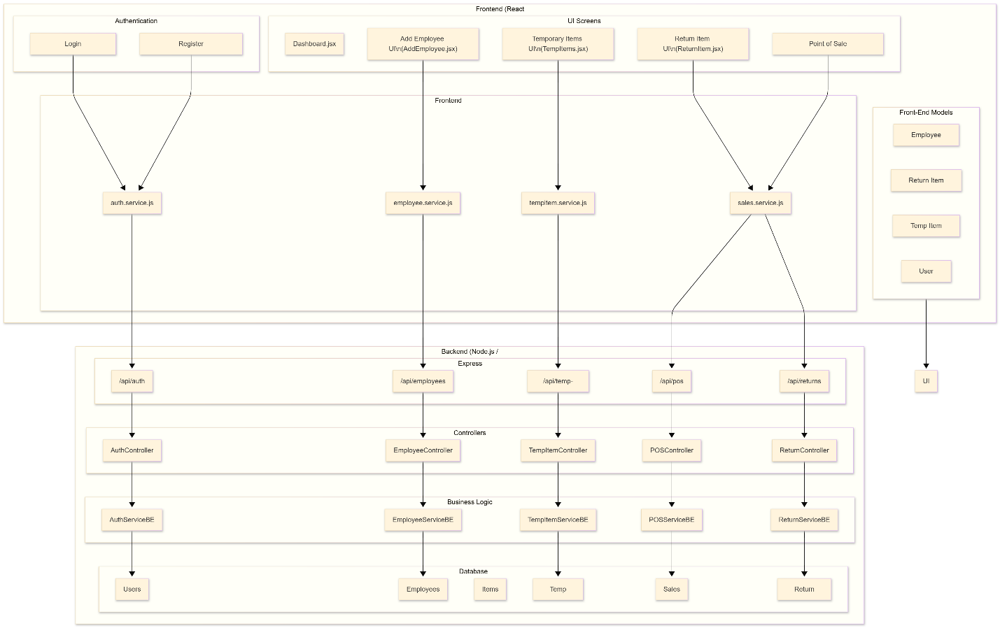 Frontend (React
Authentication
UI Screens
Login
Register
Dashboard.jsx
Add Employee
UI\n(AddEmployee.jsx)
Temporary Items
UI\n(TempItems.jsx)
Return Item
UI\n(ReturnItem.jsx)
Point of Sale
Frontend
Front-End Models
Employee
Return Item
Temp Item
User
auth.service.js
employee.service.js
tempItem.service.js
sales.service.js
Backend (Node.js /
Express
/api/auth
/api/employees
/api/temp-
/api/pos
/api/returns
UI
Controllers
AuthController
EmployeeController
TempItemController
POSController
ReturnController
Business Logic
AuthServiceBE
EmployeeServiceBE
TempItemServiceBE
POSServiceBE
ReturnServiceBE
Database
Users
Employees
Items
Temp
Sales
Return